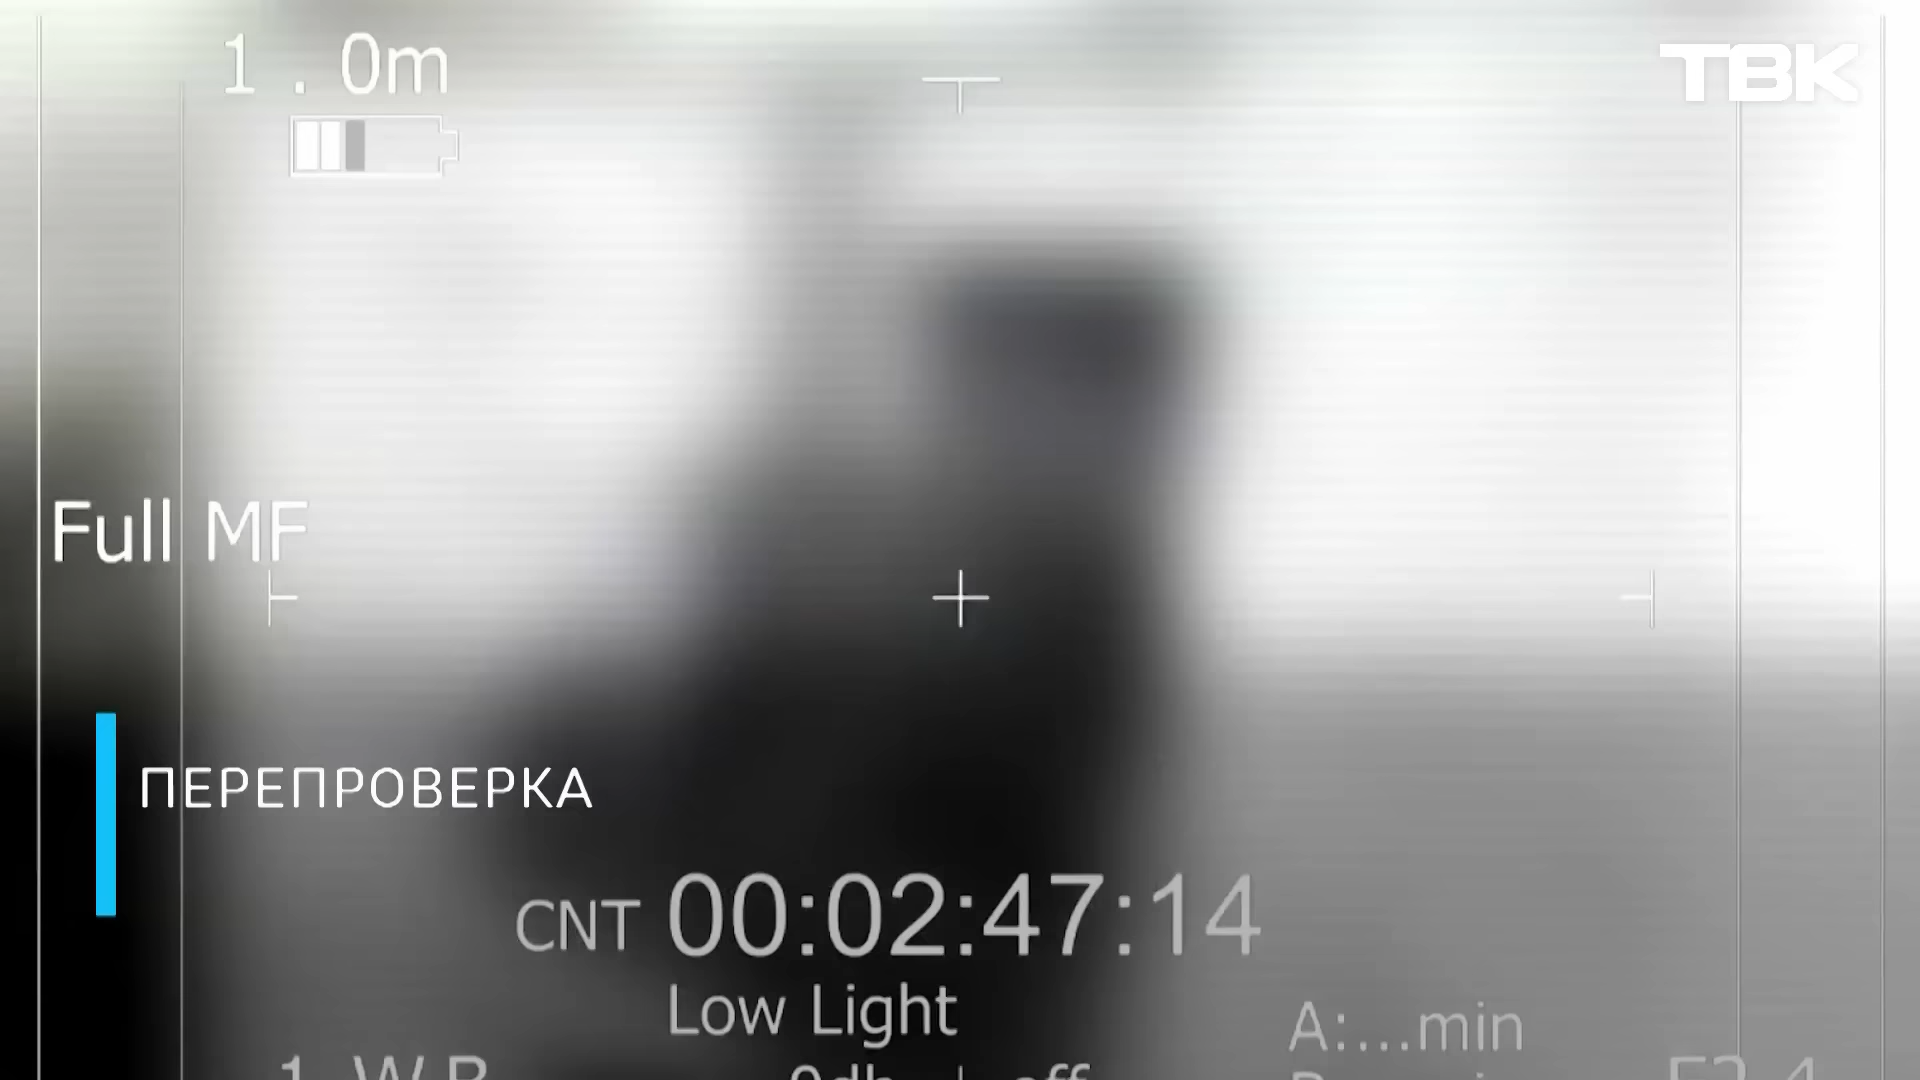 1 . 0m
ТВК
Full MF
ПЕРЕПРОВЕРКА
CNT 00:02:47:14
Low Light
A:...min